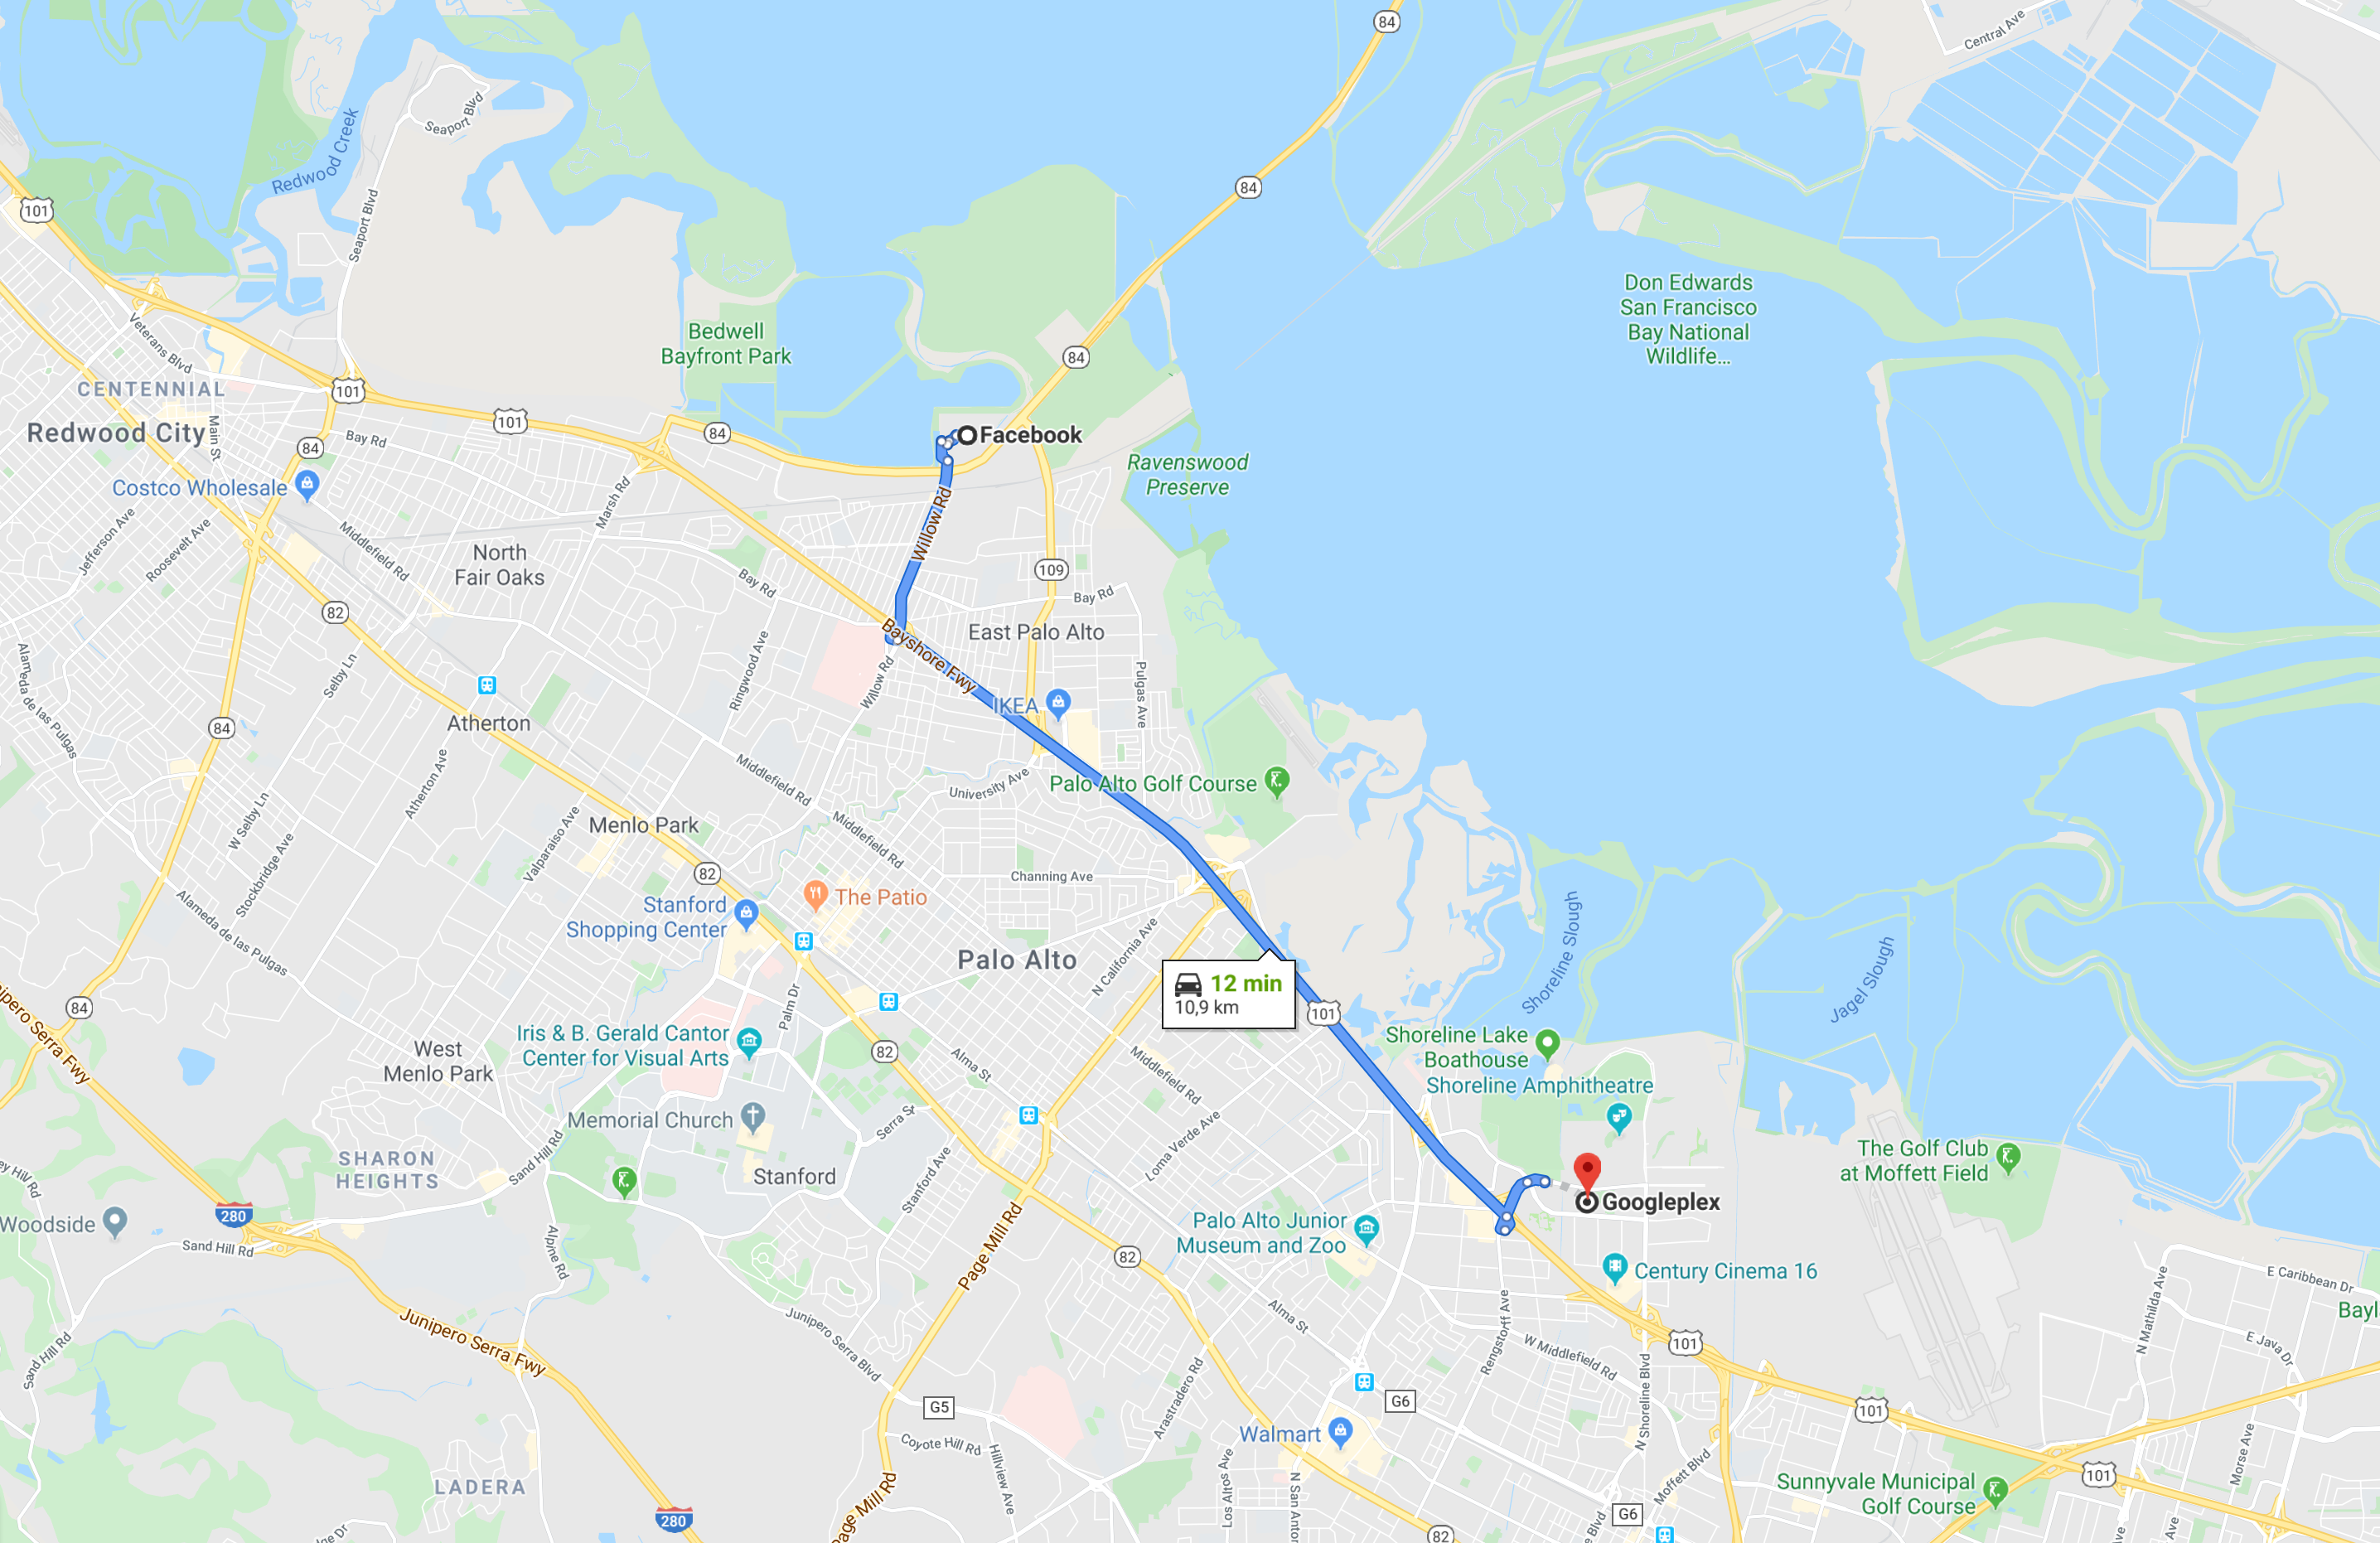 84
Central Ave
Seaport Blvd
Redwood Creek
84
101
Seaport Blvd
Don Edwards
San Francisco
Bay National
Wildlife...
Veterans Blvd
Bedwell
Bayfront Park
84
CENTENNIAL
101
101
Redwood City
Main St
84
Bay Rd
84
Facebook
Ravenswood
Preserve
Costco Wholesale
Marsh Rd
Willow Rd
Jefferson Ave
Roosevelt Ave
Middlefield Rd
North
Fair Oaks
109
Bay Rd
Bay Rd
82
East Palo Alto
Bayshore Fwy
Alameda de las Pulgas
Selby Ln
Ringwood Ave
Willow Rd
Pulgas Ave
IKEA
84
Atherton
Atherton Ave
Middlefield Rd
University Ave
Palo Alto Golf Course
W Selby Ln
Stockbridge Ave
Valparaiso Ave
Menlo Park
Middlefield Rd
82
Channing Ave
The Patio
Stanford
Shopping Center
Alameda de las Pulgas
Palo Alto
N California Ave
Shoreline Slough
Jagel Slough
12 min
10,9 km
101
84
Junipero Serra Fwy
Palm Dr
Iris & B. Gerald Cantor
Center for Visual Arts
West
Menlo Park
82
Alma St
Middlefield Rd
Shoreline Lake
Boathouse
Shoreline Amphitheatre
Memorial Church
Serra St
Loma Verde Ave
SHARON
HEIGHTS
Sand Hill Rd
Stanford
Stanford Ave
The Golf Club
at Moffett Field
Googleplex
Woodside
280
Sand Hill Rd
Alpine Rd
Page Mill Rd
82
Palo Alto Junior
Museum and Zoo
Century Cinema 16
E Caribbean Dr
Bayl
Junipero Serra Fwy
Junipero Serra Blvd
Alma St
Rengstorff Ave
W Middlefield Rd
101
N Mathilda Ave
E Java Dr
Sand Hill Rd
G5
Arastradero Rd
G6
N Shoreline Blvd
101
Coyote Hill Rd
Hillview Ave
Walmart
Los Altos Ave
N San Anton
Moffett Blvd
Morse Ave
101
LADERA
Page Mill Rd
280
G6
Sunnyvale Municipal
Golf Course
82